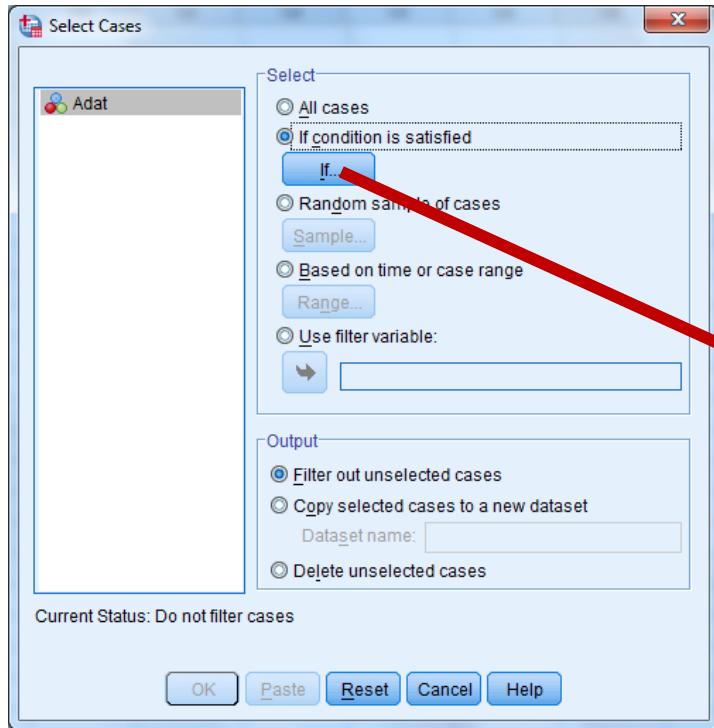 Select Cases
Adat
Select
All cases
If condition is satisfied
If...
Random sample of cases
Sample...
Based on time or case range
Range...
Use filter variable:
Output
Filter out unselected cases
Copy selected cases to a new dataset
Dataset name:
Delete unselected cases
Current Status: Do not filter cases
OK Paste Reset Cancel Help